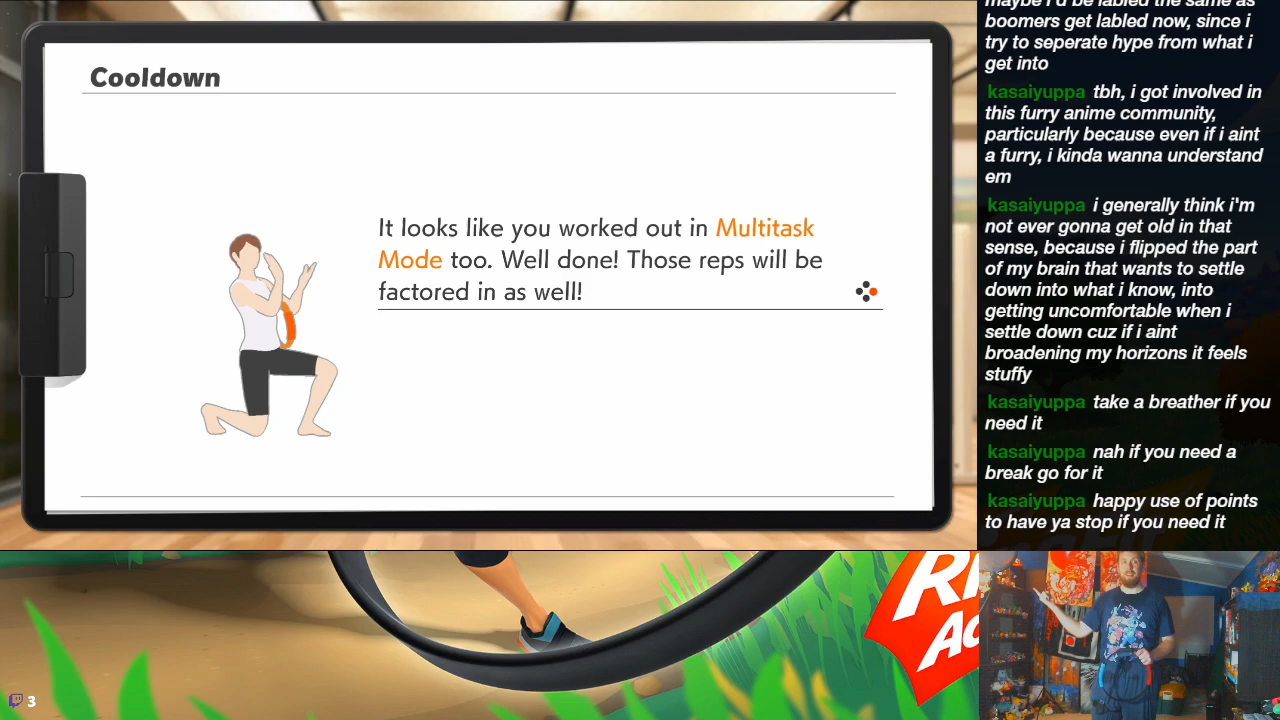 Cooldown
It looks like you worked out in Multitask
Mode too. Well done! Those reps will be
factored in as well!
maybe i'd be labled the same as
boomers get labled now, since i
try to seperate hype from what i
get into
kasaiyuppa tbh, i got involved in
this furry anime community,
particularly because even if i aint
a furry, i kinda wanna understand
em
kasaiyuppa i generally think i'm
not ever gonna get old in that
sense, because i flipped the part
of my brain that wants to settle
down into what i know, into
getting uncomfortable when i
settle down cuz if i aint
broadening my horizons it feels
stuffy
kasaiyuppa take a breather if you
need it
kasaiyuppa nah if you need a
break go for it
kasaiyuppa happy use of points
to have ya stop if you need it
3